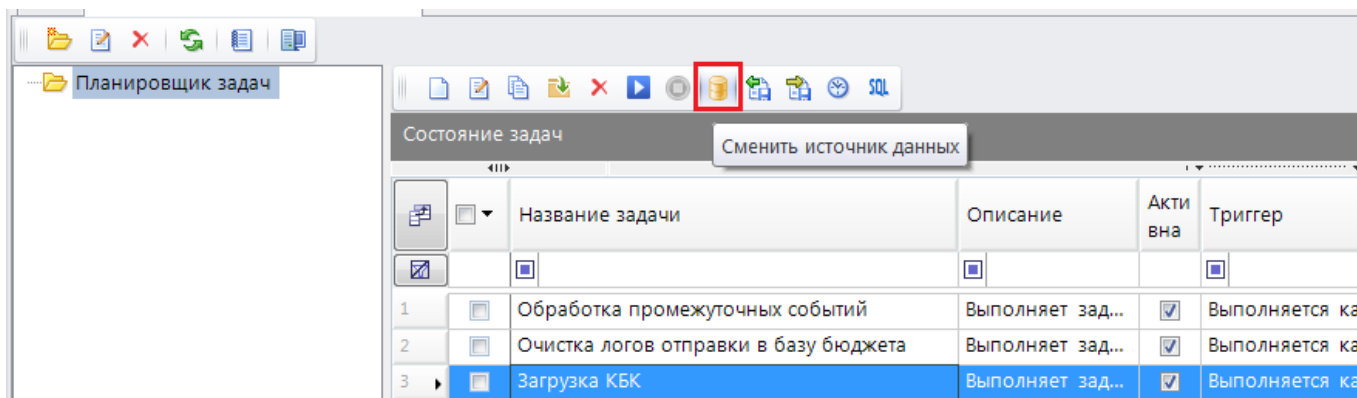 Планировщик задач
SQL
Состояние задач
Сменить источник данных
Название задачи
Описание
Акти
вна
Триггер
1 Обработка промежуточных событий Выполняет зад... Выполняется ка
2 Очистка логов отправки в базу бюджета Выполняет зад... Выполняется ка
3 Загрузка КБК Выполняет зад... Выполняется ка